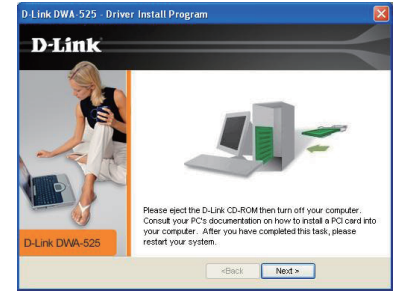 D-Link DWA-525 - Driver Install Program
D-Link
Please eject the D-Link CD-ROM then turn off your computer.
Consult your PC's documentation on how to install a PCI card into
your computer. After you have completed this task, please
restart your system.
D-Link DWA-525
<Back
Next >